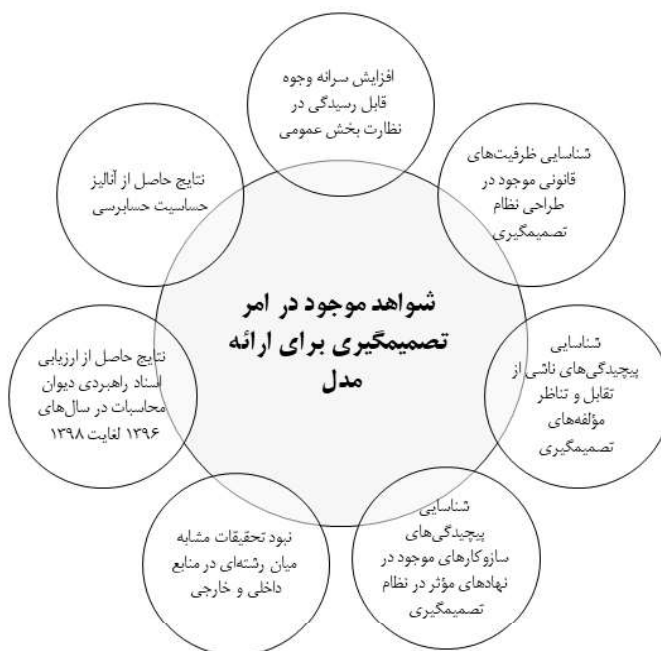 افزایش سرانه وجوه
قابل رسیدگی در
نظارت بخش عمومی
شناسایی ظرفیت‌های
قانونی موجود در
طراحی نظام
تصمیمگیری
شناسایی
پیچیدگی‌های ناشی از
تقابل و تناظر
مؤلفه‌های
تصمیمگیری
شناسایی
پیچیدگی‌های
سازوکارهای موجود در
نهادهای مؤثر در نظام
تصمیمگیری
نبود تحقیقات مشابه
میان رشته‌ای در منابع
داخلی و خارجی
نتایج حاصل از ارزیابی
اسناد راهبردی دیوان
محاسبات در سال‌های
۱۳۹۶ لغایت ۱۳۹۸
نتایج حاصل از آنالیز
حساسیت حسابرسی
شواهد موجود در امر
تصمیمگیری برای ارائه
مدل